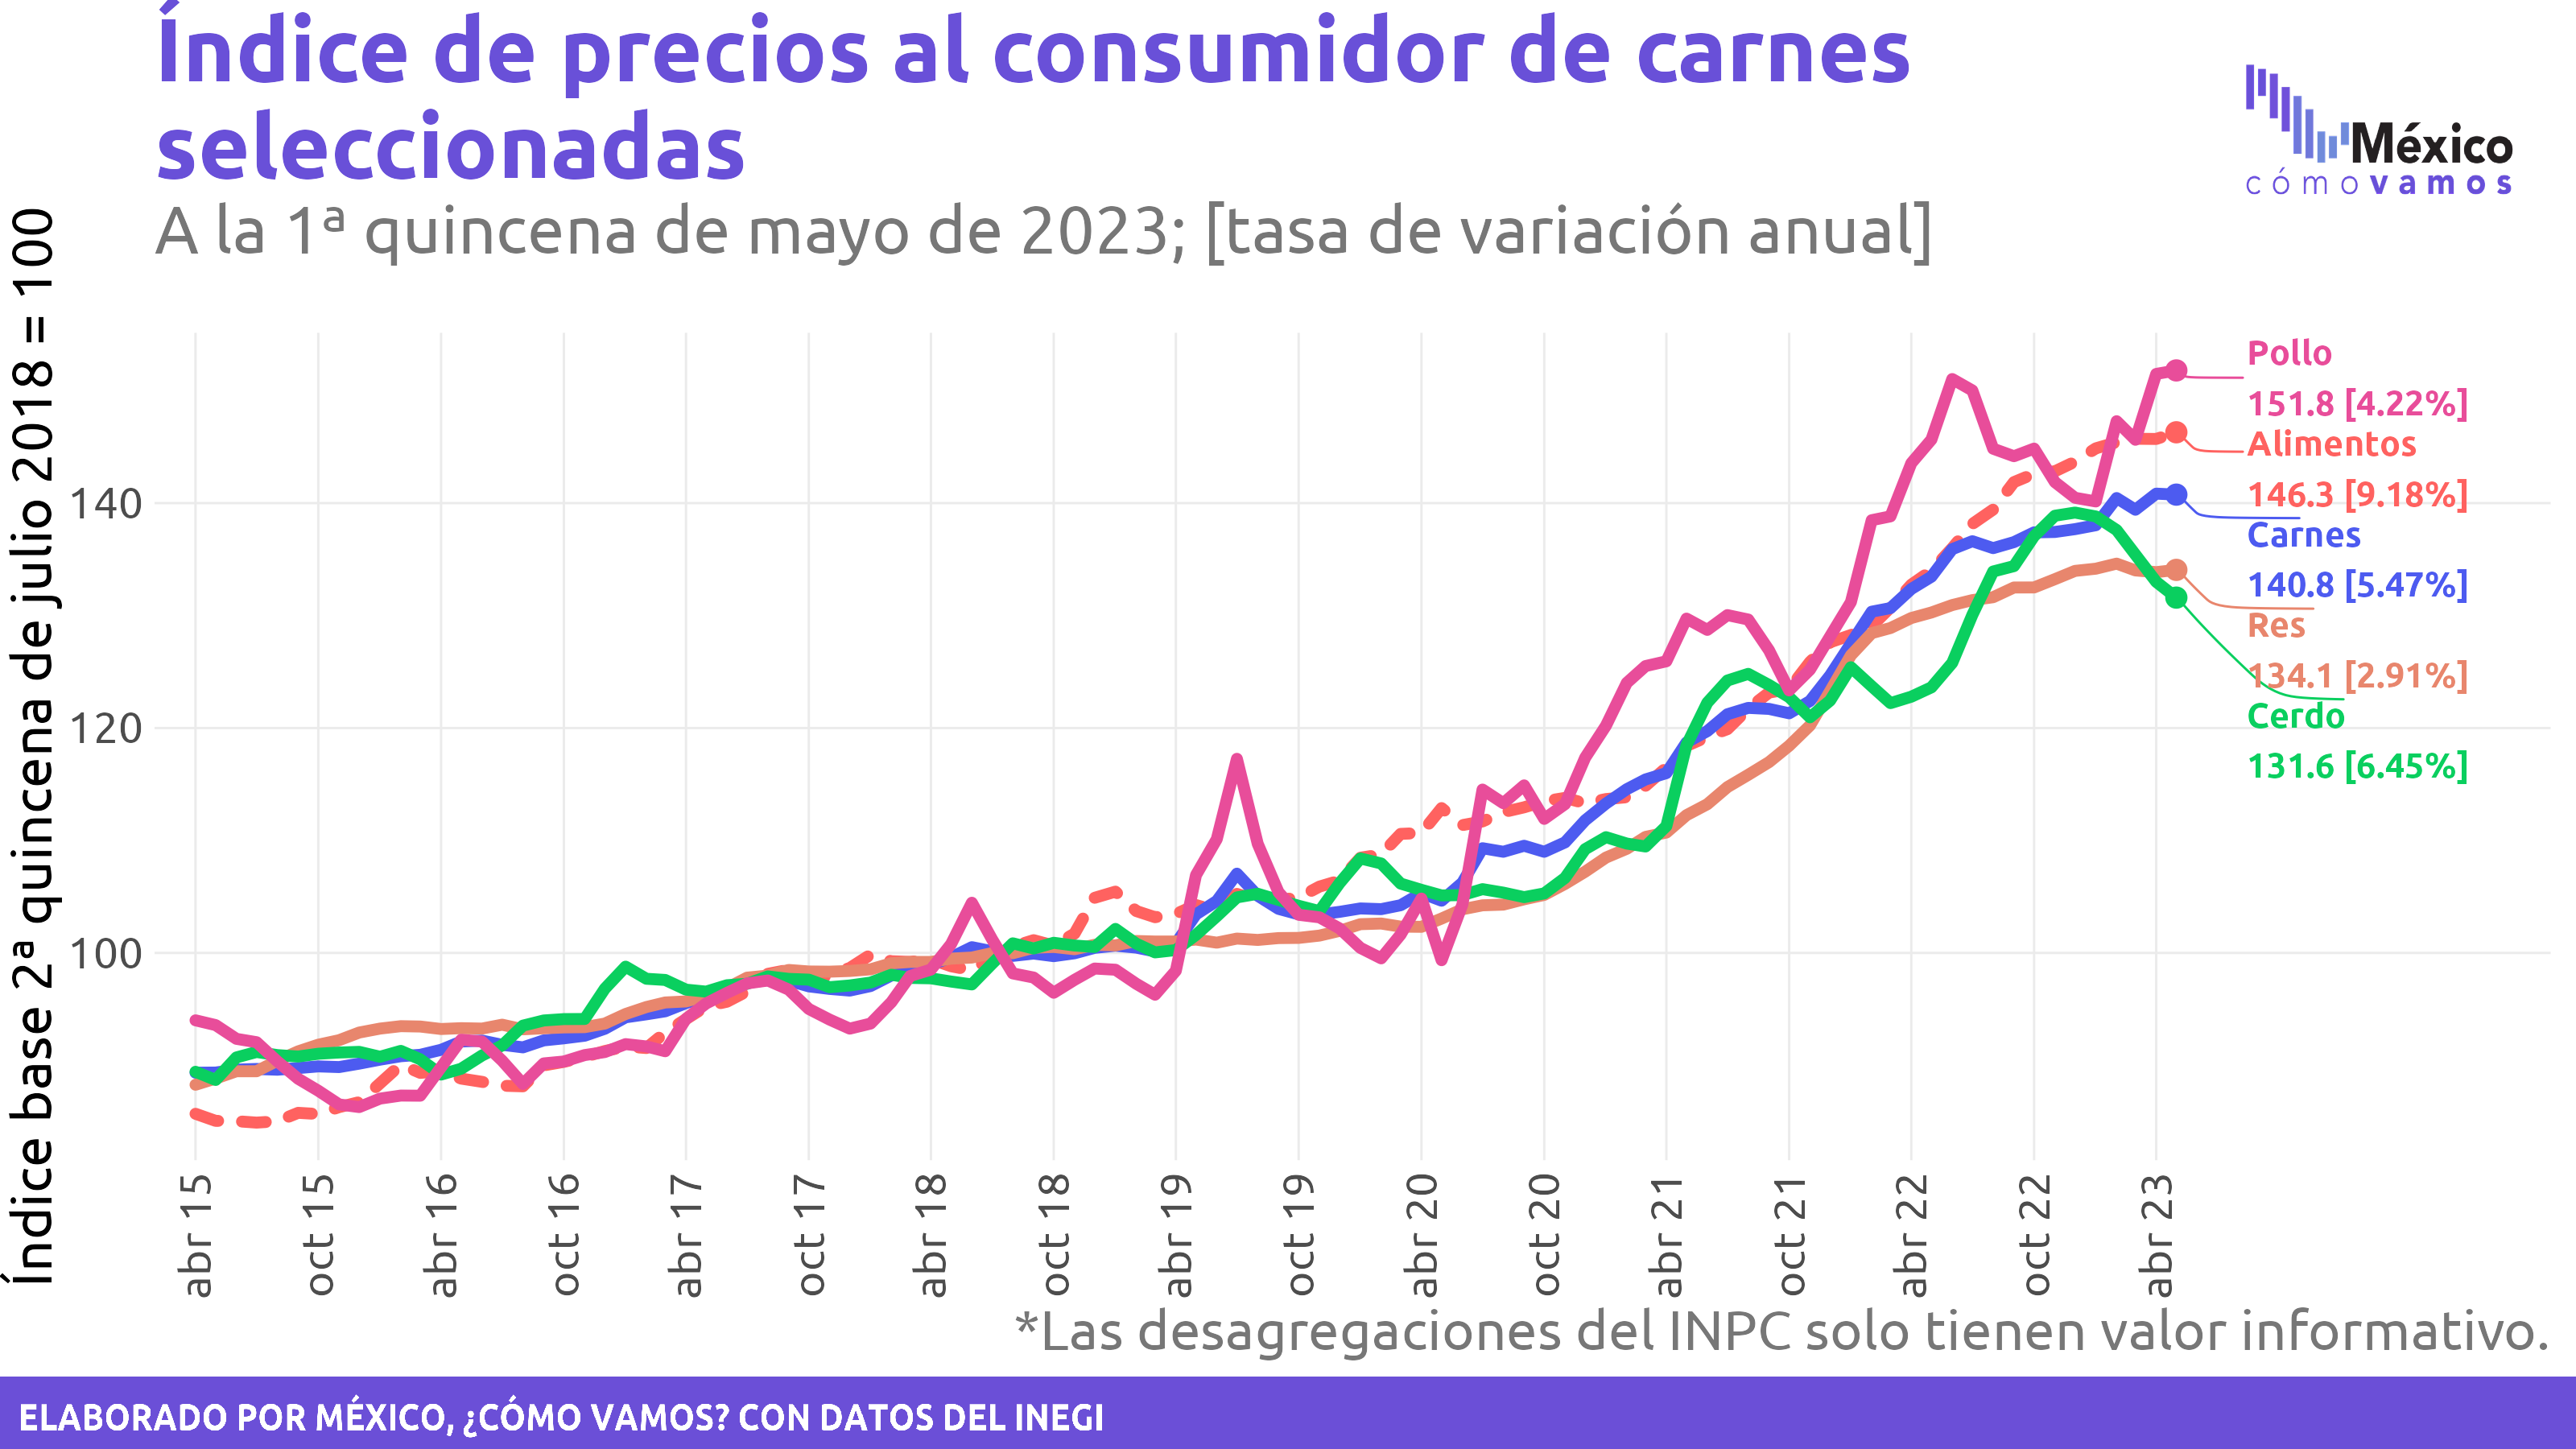 Índice de precios al consumidor de carnes
seleccionadas
A la 1ª quincena de mayo de 2023; [tasa de variación anual]
México
cómo vamos
Índice base 2ª quincena de julio 2018 = 100
140
120
100
Pollo
151.8 [4.22%]
Alimentos
146.3 [9.18%]
Carnes
140.8 [5.47%]
Res
134.1 [2.91%]
Cerdo
131.6 [6.45%]
abr 15
oct 15
abr 16
oct 16
abr 17
oct 17
abr 18
oct 18
abr 19
oct 19
abr 20
oct 20
abr 21
oct 21
abr 22
oct 22
abr 23
*Las desagregaciones del INPC solo tienen valor informativo.
ELABORADO POR MÉXICO, ¿CÓMO VAMOS? CON DATOS DEL INEGI